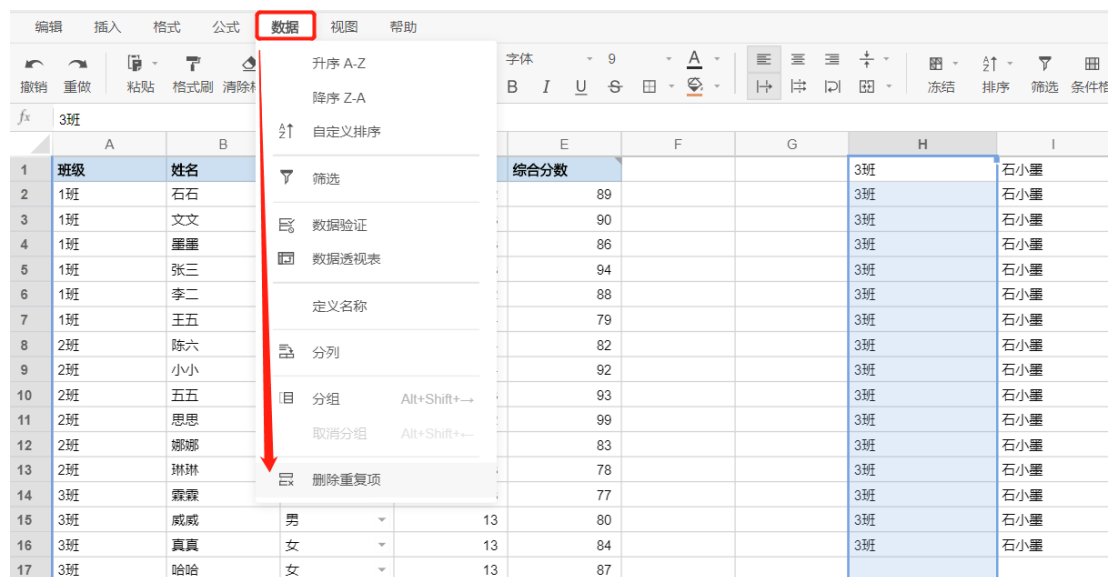 编辑 插入 格式 公式 数据 视图 帮助
撤销 重做 粘贴 格式刷 清除格 字体 9 A B I U S 冻结 排序 筛选 条件格
fx 3班
升序 A-Z
降序 Z-A
自定义排序
筛选
数据验证
数据透视表
定义名称
分列
分组 Alt+Shift+→
取消分组 Alt+Shift+←
删除重复项
A B E F G H I
1 班级 姓名 综合分数 3班 石小墨
2 1班 石石 89 3班 石小墨
3 1班 文文 90 3班 石小墨
4 1班 墨墨 86 3班 石小墨
5 1班 张三 94 3班 石小墨
6 1班 李二 88 3班 石小墨
7 1班 王五 79 3班 石小墨
8 2班 陈六 82 3班 石小墨
9 2班 小小 92 3班 石小墨
10 2班 五五 93 3班 石小墨
11 2班 思思 99 3班 石小墨
12 2班 娜娜 83 3班 石小墨
13 2班 琳琳 78 3班 石小墨
14 3班 霖霖 77 3班 石小墨
15 3班 威威 男 13 80 3班 石小墨
16 3班 真真 女 13 84 3班 石小墨
17 3班 哈哈 女 13 87